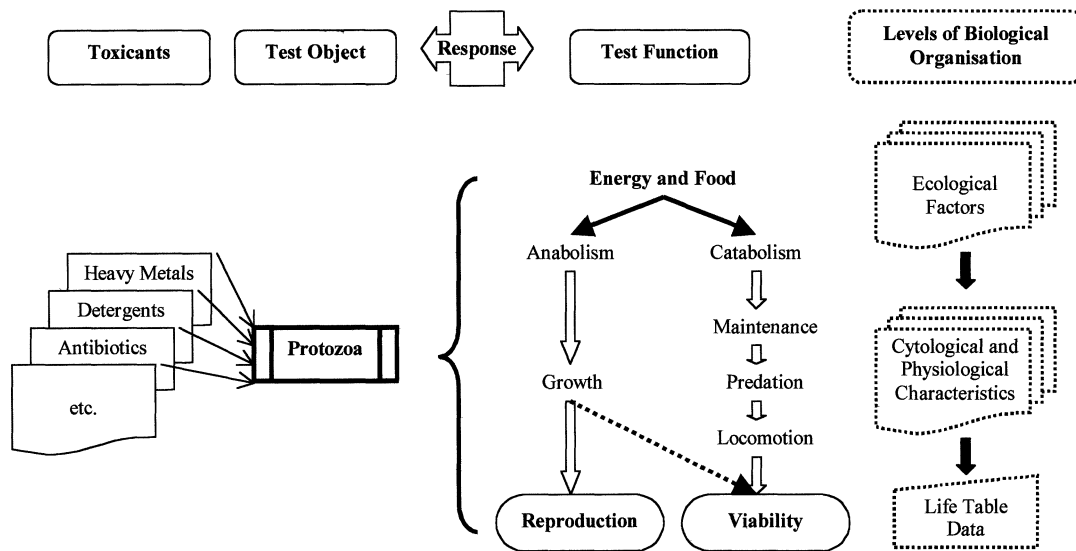 Toxicants
Test Object
Response
Test Function
Levels of Biological
Organisation
Heavy Metals
Detergents
Antibiotics
etc.
Protozoa
Energy and Food
Anabolism
Catabolism
Maintenance
Growth
Predation
Locomotion
Reproduction
Viability
Ecological
Factors
Cytological and
Physiological
Characteristics
Life Table
Data